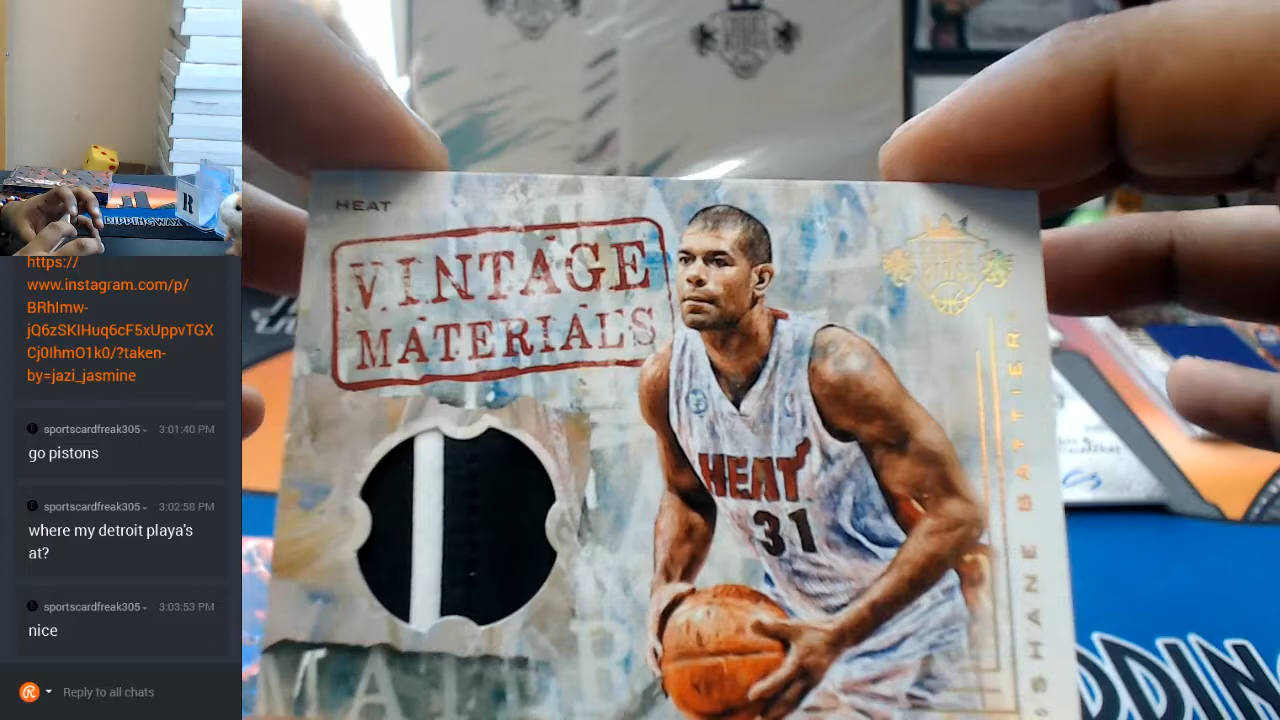 RIPPINGWAX
R
https://
www.instagram.com/p/
BRhImw-
jQ6zSKIHuq6cF5xUppvTGX
Cj0IhmO1k0/?taken-
by=jazi_jasmine
sportscardfreak305
3:01:40 PM
go pistons
sportscardfreak305
3:02:58 PM
where my detroit playa's
at?
sportscardfreak305
3:03:53 PM
nice
Reply to all chats
HEAT
VINTAGE
MATERIALS
HEAT
31
SHANE BATTIER
MATER